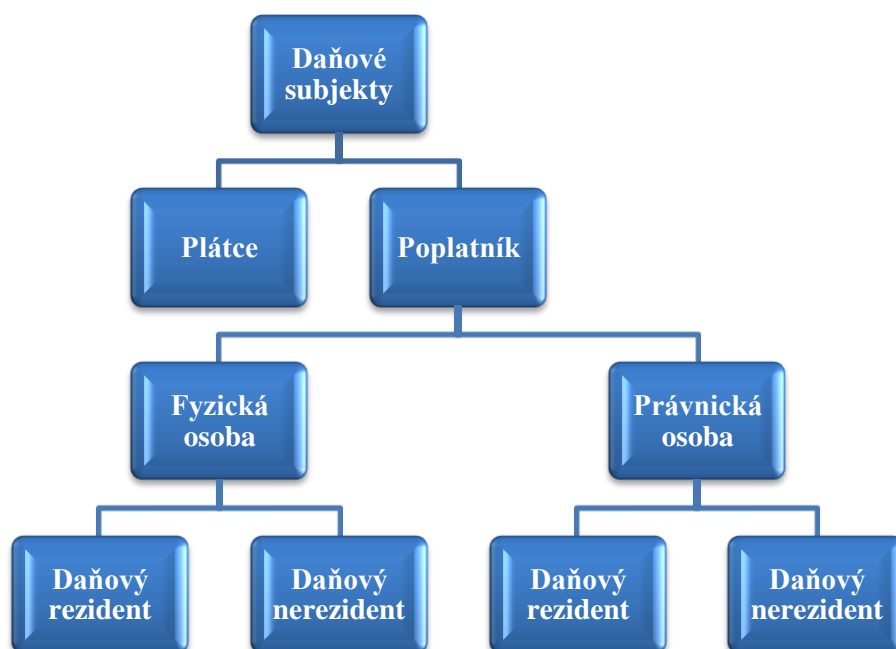 Daňové
subjekty
Plátce
Poplatník
Fyzická
osoba
Právnická
osoba
Daňový
rezident
Daňový
nerezident
Daňový
rezident
Daňový
nerezident